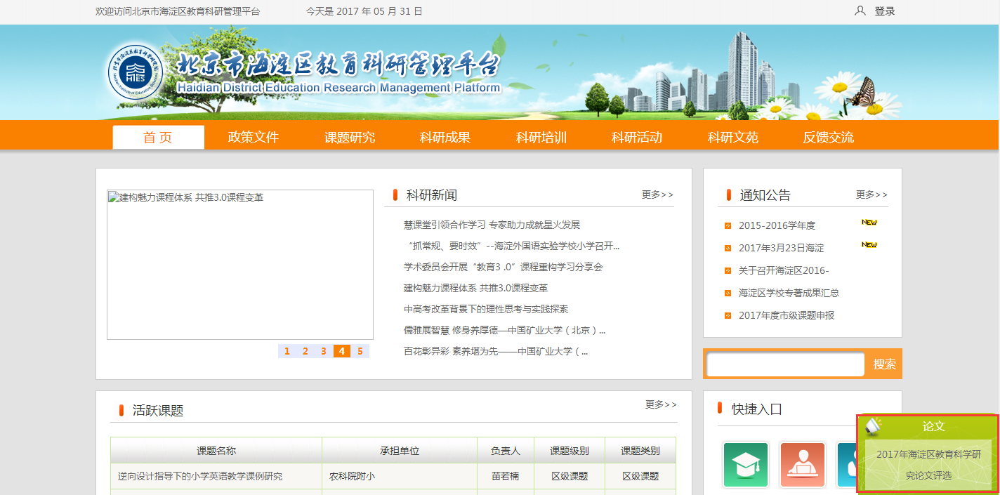 欢迎访问北京市海淀区教育科研管理平台 今天是 2017 年 05 月 31 日 登录
HIES
北京市海淀区教育科研管理平台
Haidian District Education Research Management Platform
首 页 政策文件 课题研究 科研成果 科研培训 科研活动 科研文苑 反馈交流
建构魅力课程体系 共推3.0课程变革
1 2 3 4 5
科研新闻 更多>>
慧课堂引领合作学习 专家助力成就星火发展
“抓常规、要时效”--海淀外国语实验学校小学召开...
学术委员会开展“教育3 .0”课程重构学习分享会
建构魅力课程体系 共推3.0课程变革
中高考改革背景下的理性思考与实践探索
儒雅展智慧 修身养厚德—中国矿业大学（北京）...
百花彰异彩 素养堪为先——中国矿业大学（...
通知公告 更多>>
2015-2016学年度 NEW
2017年3月23日海淀 NEW
关于召开海淀区2016-
海淀区学校专著成果汇总
2017年度市级课题申报
搜索
活跃课题 更多>>
课题名称 承担单位 负责人 课题级别 课题类别
逆向设计指导下的小学英语教学课例研究 农科院附小 苗若楠 区级课题 区级课题
快捷入口
论文
2017年海淀区教育科学研
究论文评选